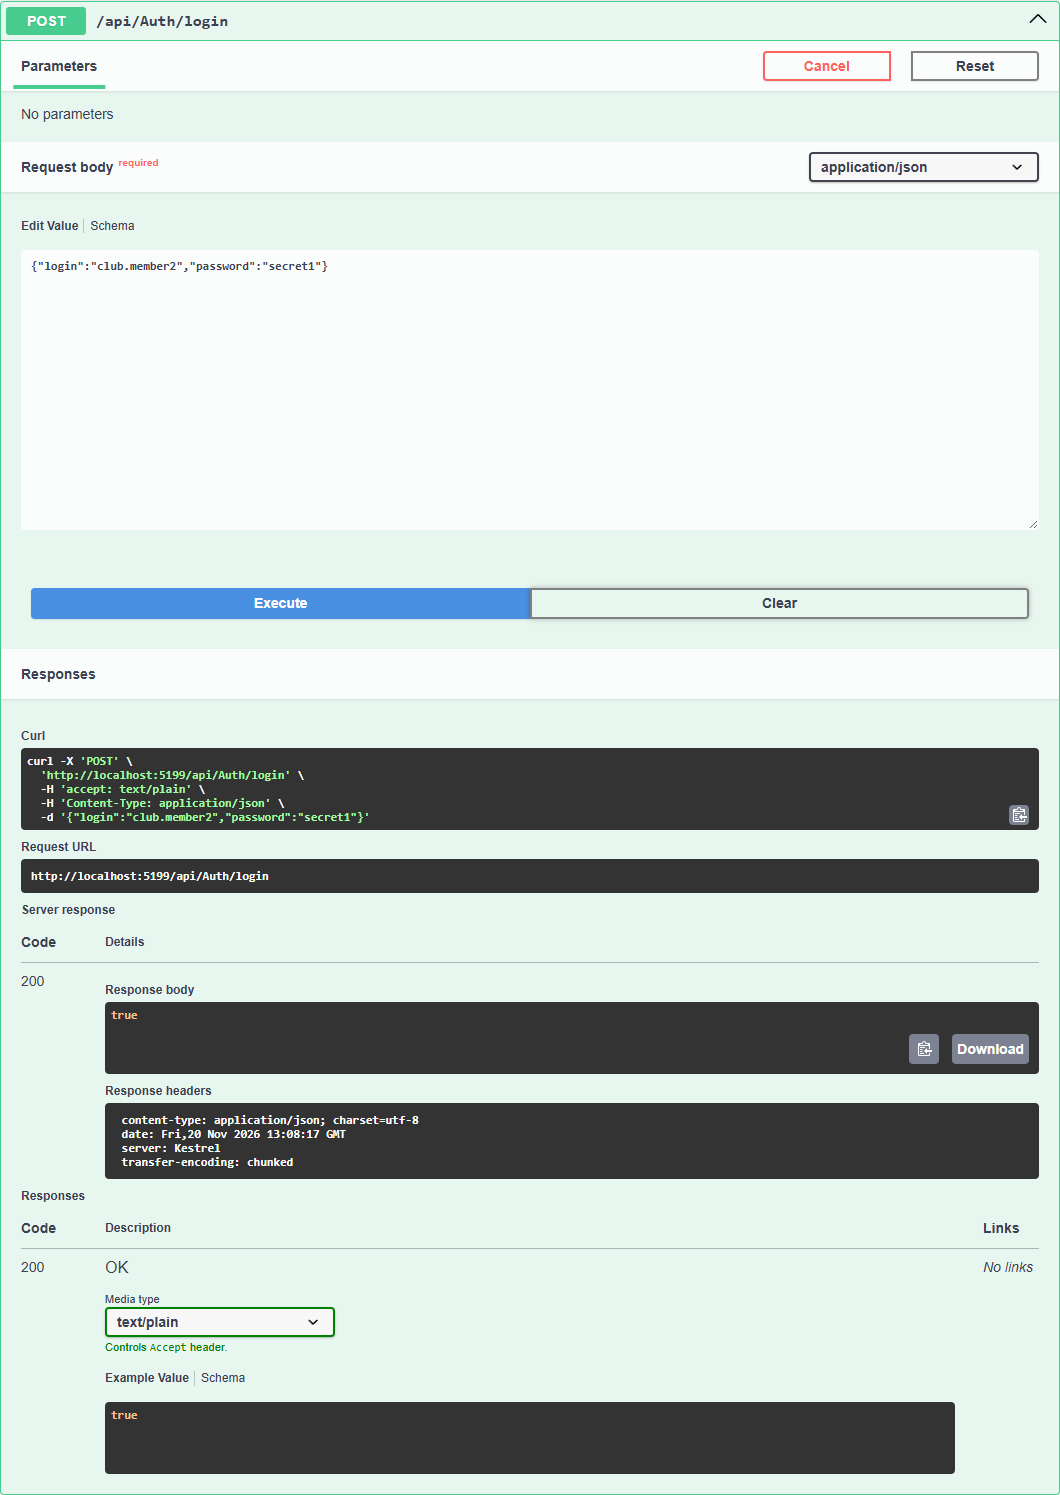 POST /api/Auth/login
Parameters
Cancel
Reset
No parameters
Request body required
application/json
Edit Value
Schema
{"login":"club.member2","password":"secret1"}
Execute
Clear
Responses
Curl
curl -X 'POST' \
'http://localhost:5199/api/Auth/login' \
-H 'accept: text/plain' \
-H 'Content-Type: application/json' \
-d '{"login":"club.member2","password":"secret1"}'
Request URL
http://localhost:5199/api/Auth/login
Server response
Code Details
200
Response body
true
Download
Response headers
content-type: application/json; charset=utf-8
date: Fri,20 Nov 2026 13:08:17 GMT
server: Kestrel
transfer-encoding: chunked
Responses
Code Description Links
200 OK No links
Media type
text/plain
Controls Accept header.
Example Value
Schema
true